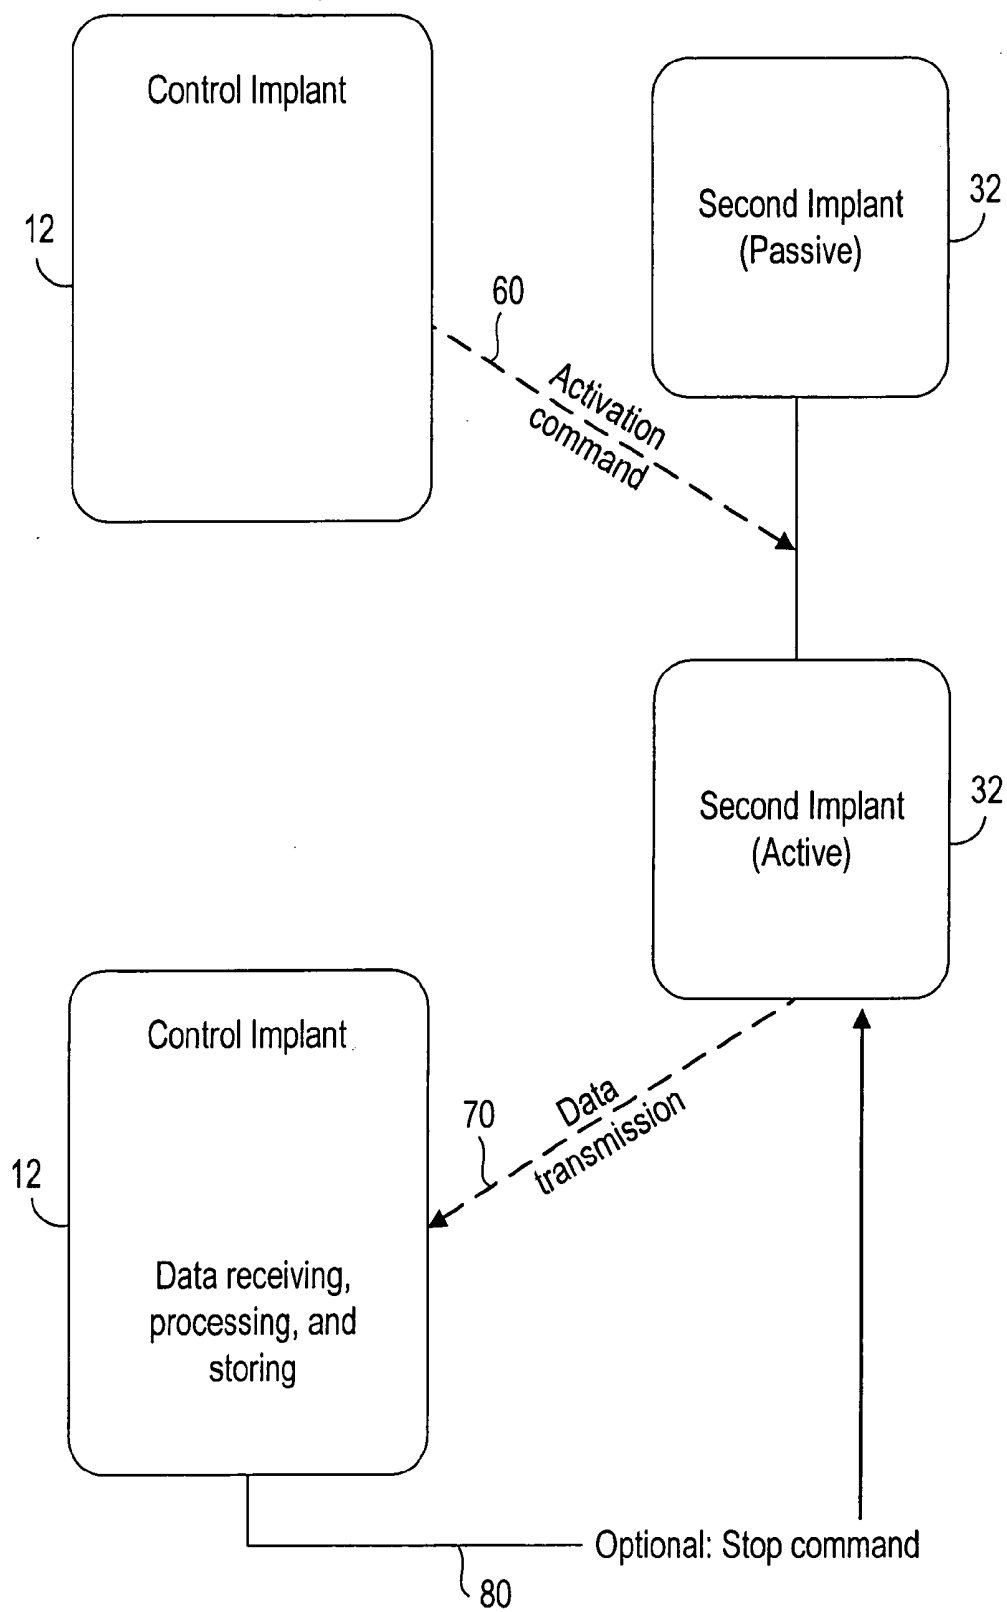 Control Implant
12
Second Implant
(Passive)
32
60
Activation
command
Second Implant
(Active)
32
Control Implant
70
Data
transmission
12
Data receiving,
processing, and
storing
Optional: Stop command
80